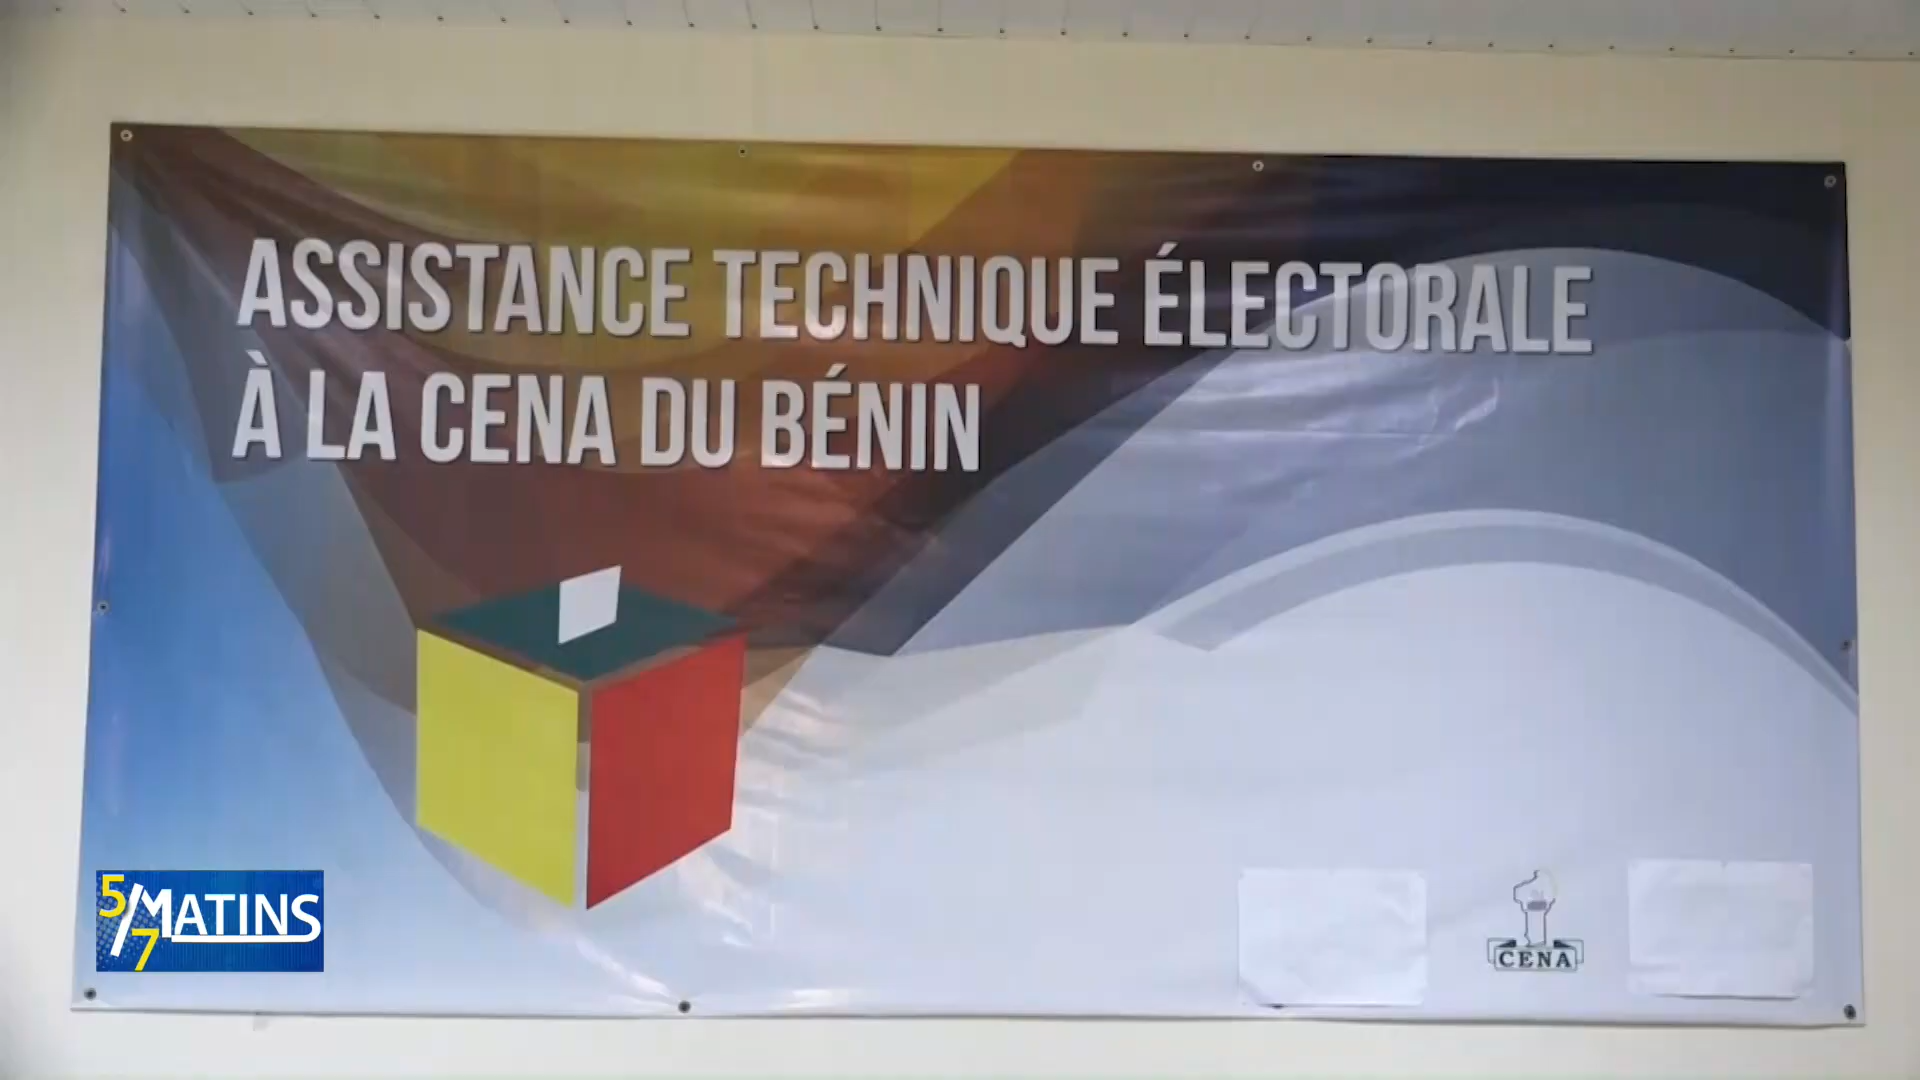 ASSISTANCE TECHNIQUE ÉLECTORALE
À LA CENA DU BÉNIN
5/7 MATINS
CENA